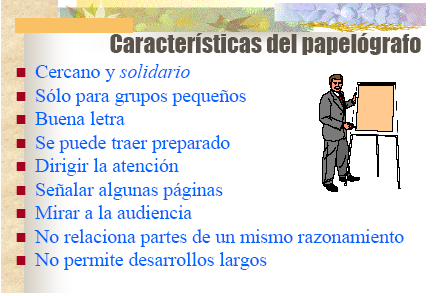 Características del papelógrafo
Cercano y solidario
Sólo para grupos pequeños
Buena letra
Se puede traer preparado
Dirigir la atención
Señalar algunas páginas
Mirar a la audiencia
No relaciona partes de un mismo razonamiento
No permite desarrollos largos